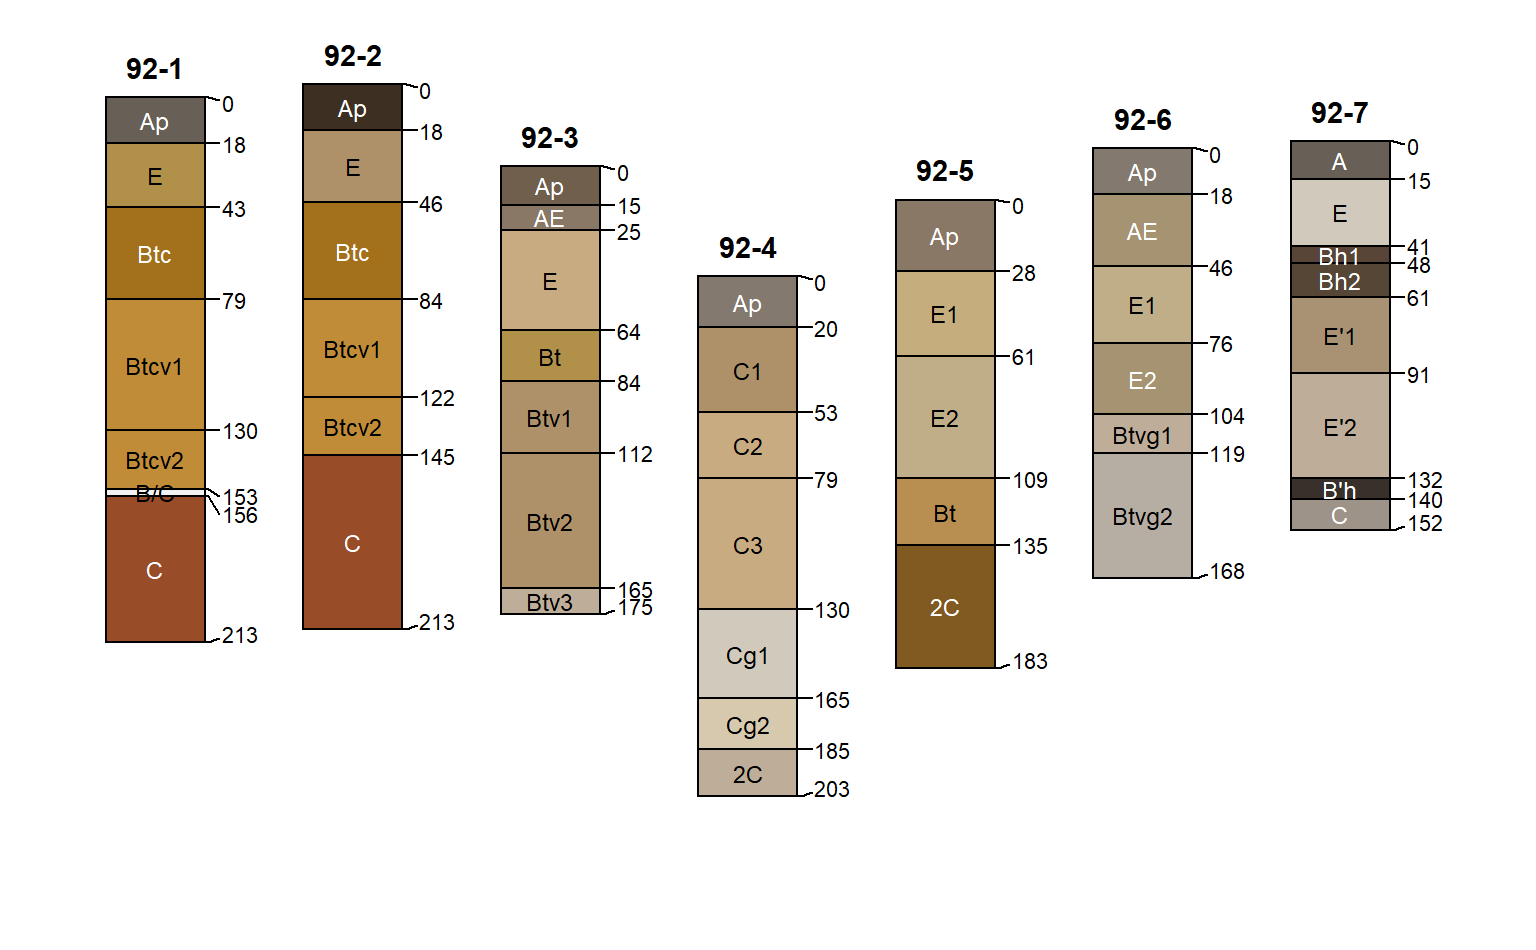 92-1
0
Ap
18
E
43
Btc
79
Btcv1
130
Btcv2
153
B/C
156
C
213
92-2
0
Ap
18
E
46
Btc
84
Btcv1
122
Btcv2
145
C
213
92-3
0
Ap
15
AE
25
E
64
Bt
84
Btv1
112
Btv2
165
Btv3
175
92-4
0
Ap
20
C1
53
C2
79
C3
130
Cg1
165
Cg2
185
2C
203
92-5
0
Ap
28
E1
61
E2
109
Bt
135
2C
183
92-6
0
Ap
18
AE
46
E1
76
E2
104
Btvg1
119
Btvg2
168
92-7
0
A
15
E
41
Bh1
48
Bh2
61
E'1
91
E'2
132
B'h
140
C
152